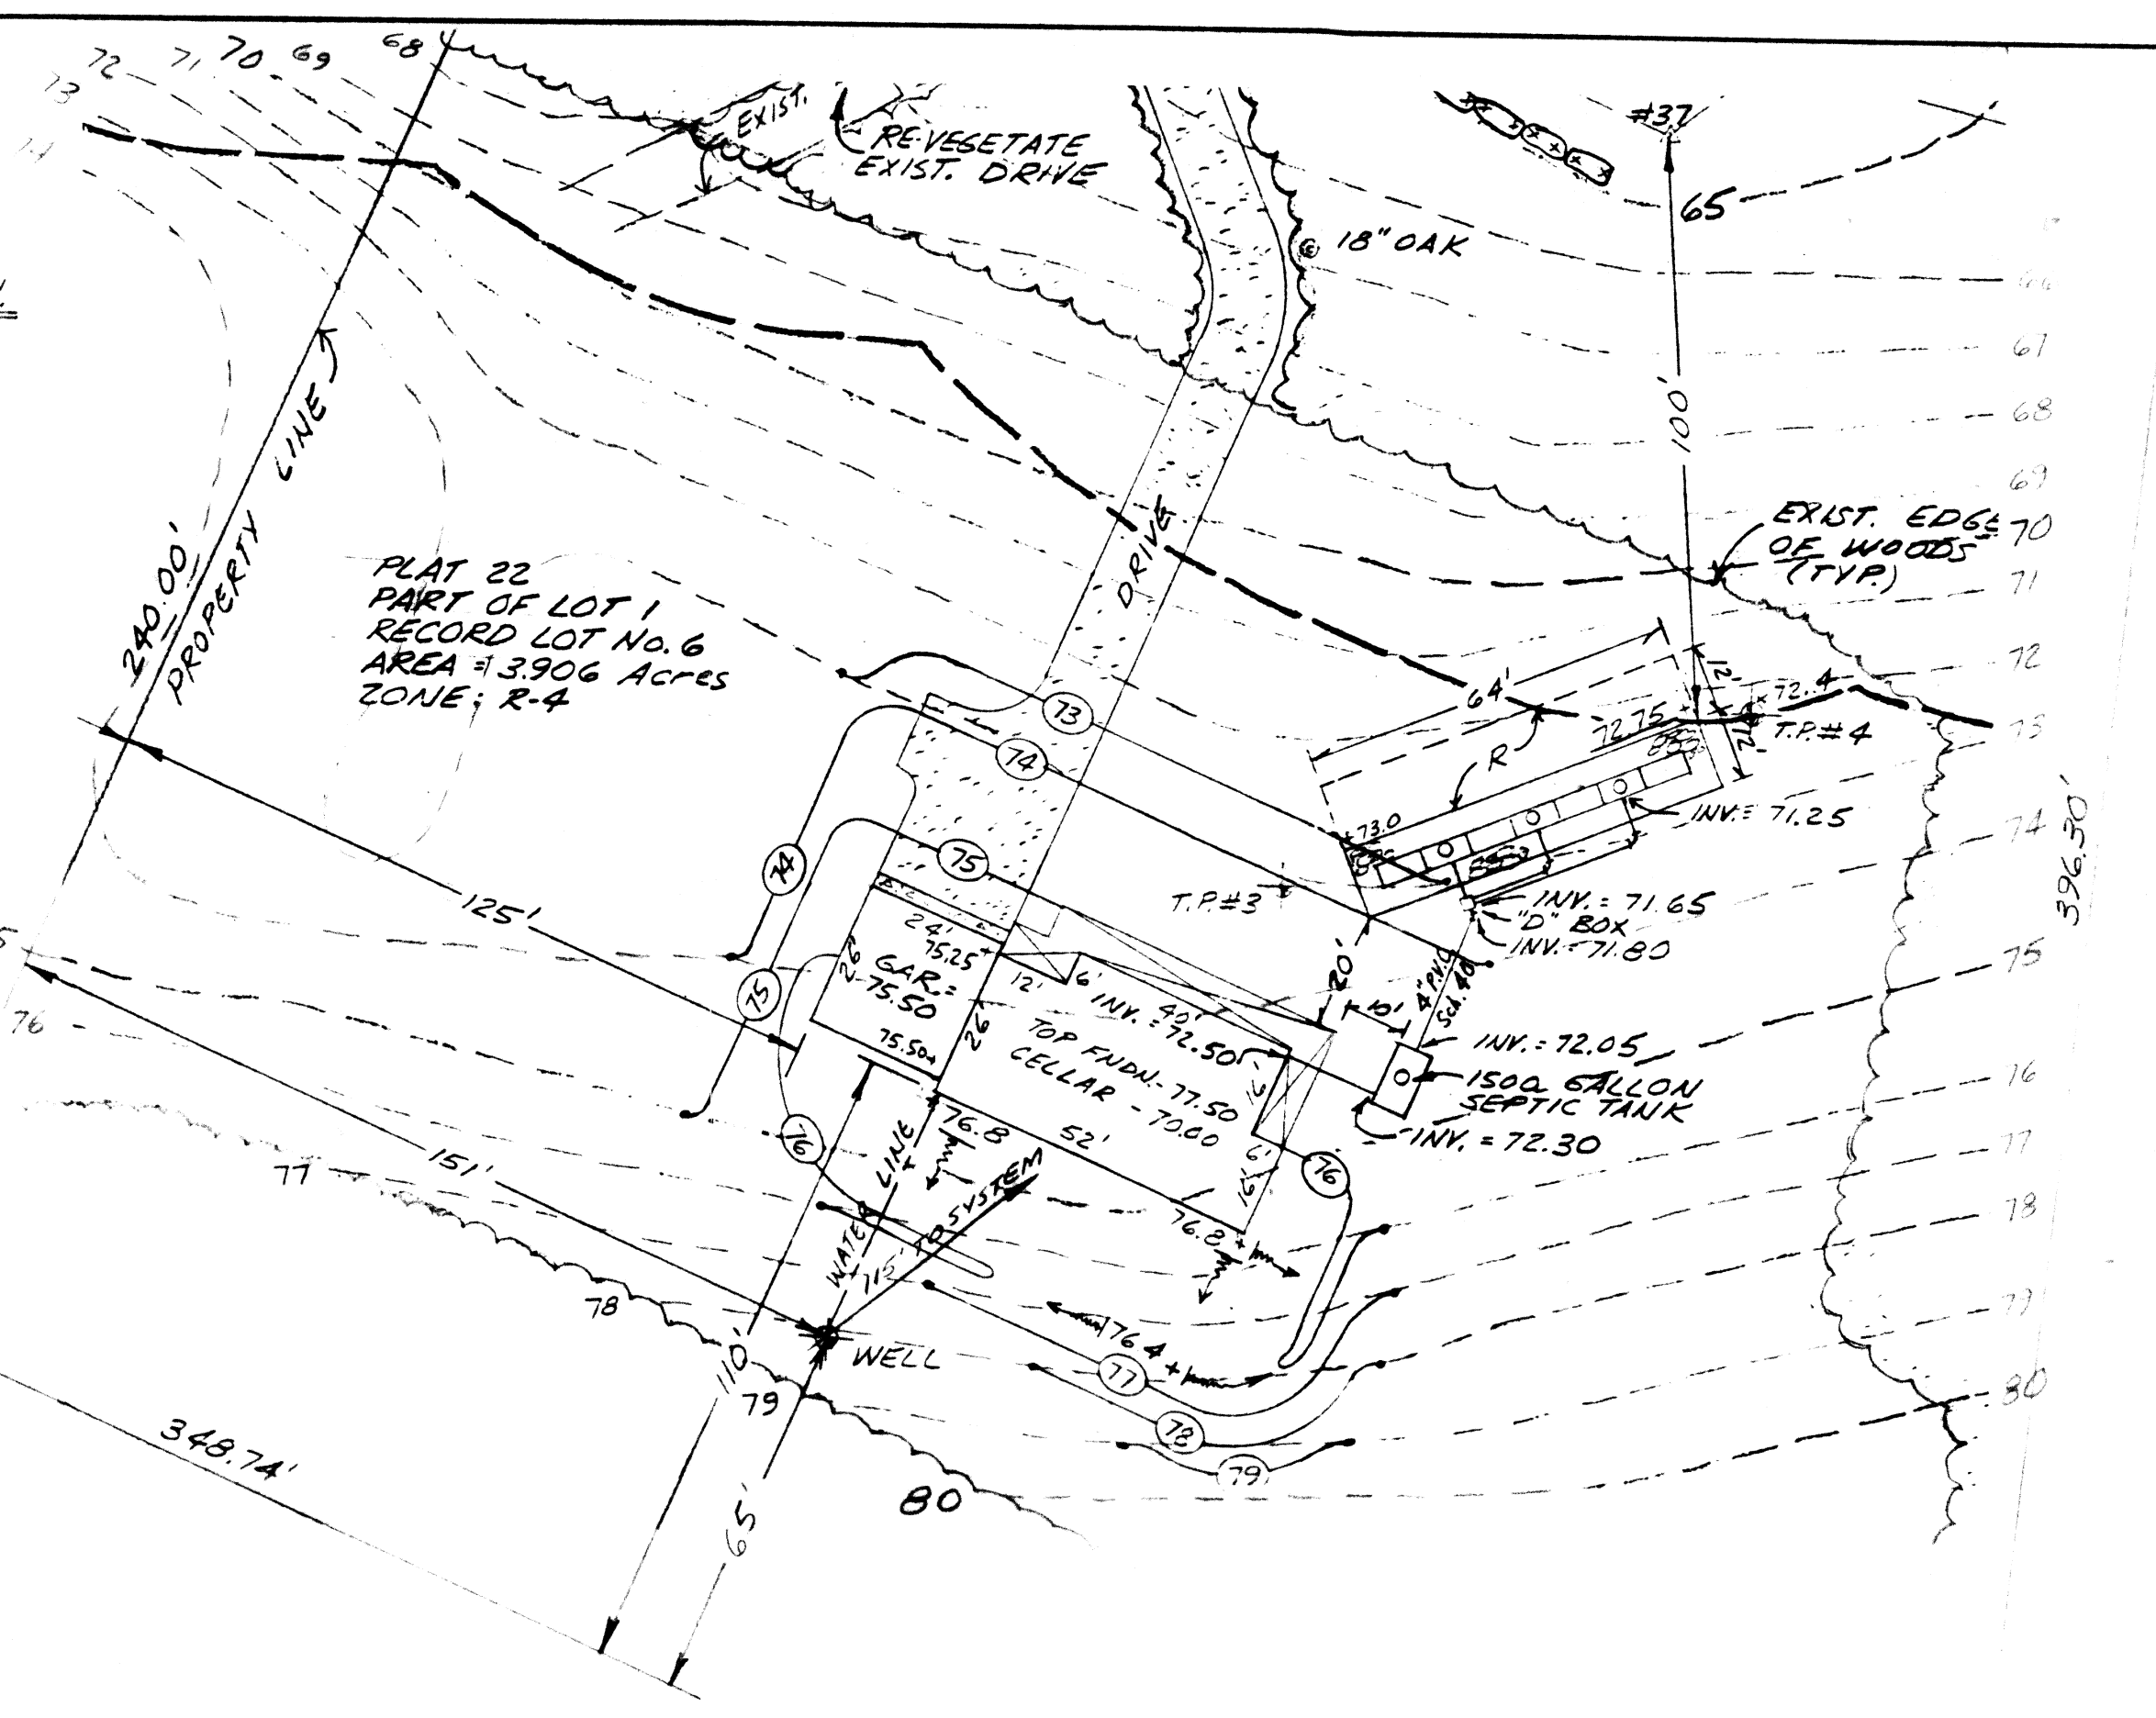 72
71
70
69
68
73
EXIST.
RE-VEGETATE
EXIST. DRIVE
#37
65
18" OAK
66
67
68
69
70
71
72
73
74
75
76
77
78
79
80
100'
EXIST. EDGE
OF WOODS
(TYP.)
PROPERTY LINE
240.00'
PLAT 22
PART OF LOT 1
RECORD LOT No. 6
AREA = 3.906 Acres
ZONE: R-4
DRIVE
73
74
64'
12'
72.4
72.75
T.P.#4
12'
R
INV.= 71.25
73.0
396.30'
74
75
75
125'
T.P.#3
INV.= 71.65
"D" BOX
INV.= 71.80
20'
4" P.V.C.
Sch. 40
10'
24'
75.25
26'
GAR.=
75.50
75.50
12'
6'
26'
40'
INV. = 72.50
TOP FNDN.- 77.50
CELLAR - 70.00
INV.= 72.05
1500 GALLON
SEPTIC TANK
INV. = 72.30
52'
6'
16'
76.8
76.8
76
76
76
77
151'
WATER LINE
115' TO SYSTEM
78
WELL
76.4
77
78
79
79
80
110'
65'
348.74'